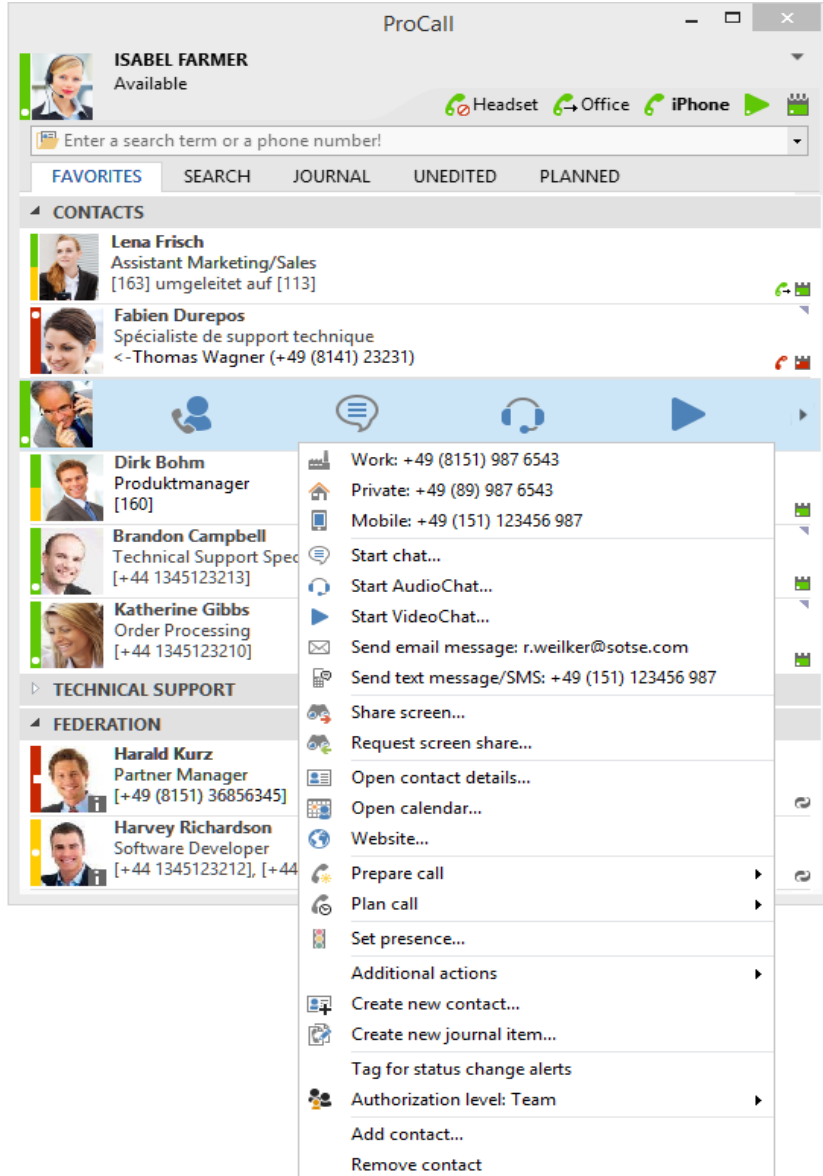 ProCall
ISABEL FARMER
Available
Headset Office iPhone
Enter a search term or a phone number!
FAVORITES SEARCH JOURNAL UNEDITED PLANNED
CONTACTS
Lena Frisch
Assistant Marketing/Sales
[163] umgeleitet auf [113]
Fabien Durepos
Spécialiste de support technique
<-Thomas Wagner (+49 (8141) 23231)
Dirk Bohm
Produktmanager
[160]
Brandon Campbell
Technical Support Spec
[+44 1345123213]
Katherine Gibbs
Order Processing
[+44 1345123210]
TECHNICAL SUPPORT
FEDERATION
Harald Kurz
Partner Manager
[+49 (8151) 36856345]
Harvey Richardson
Software Developer
[+44 1345123212], [+44
Work: +49 (8151) 987 6543
Private: +49 (89) 987 6543
Mobile: +49 (151) 123456 987
Start chat...
Start AudioChat...
Start VideoChat...
Send email message: r.weilker@sotse.com
Send text message/SMS: +49 (151) 123456 987
Share screen...
Request screen share...
Open contact details...
Open calendar...
Website...
Prepare call
Plan call
Set presence...
Additional actions
Create new contact...
Create new journal item...
Tag for status change alerts
Authorization level: Team
Add contact...
Remove contact